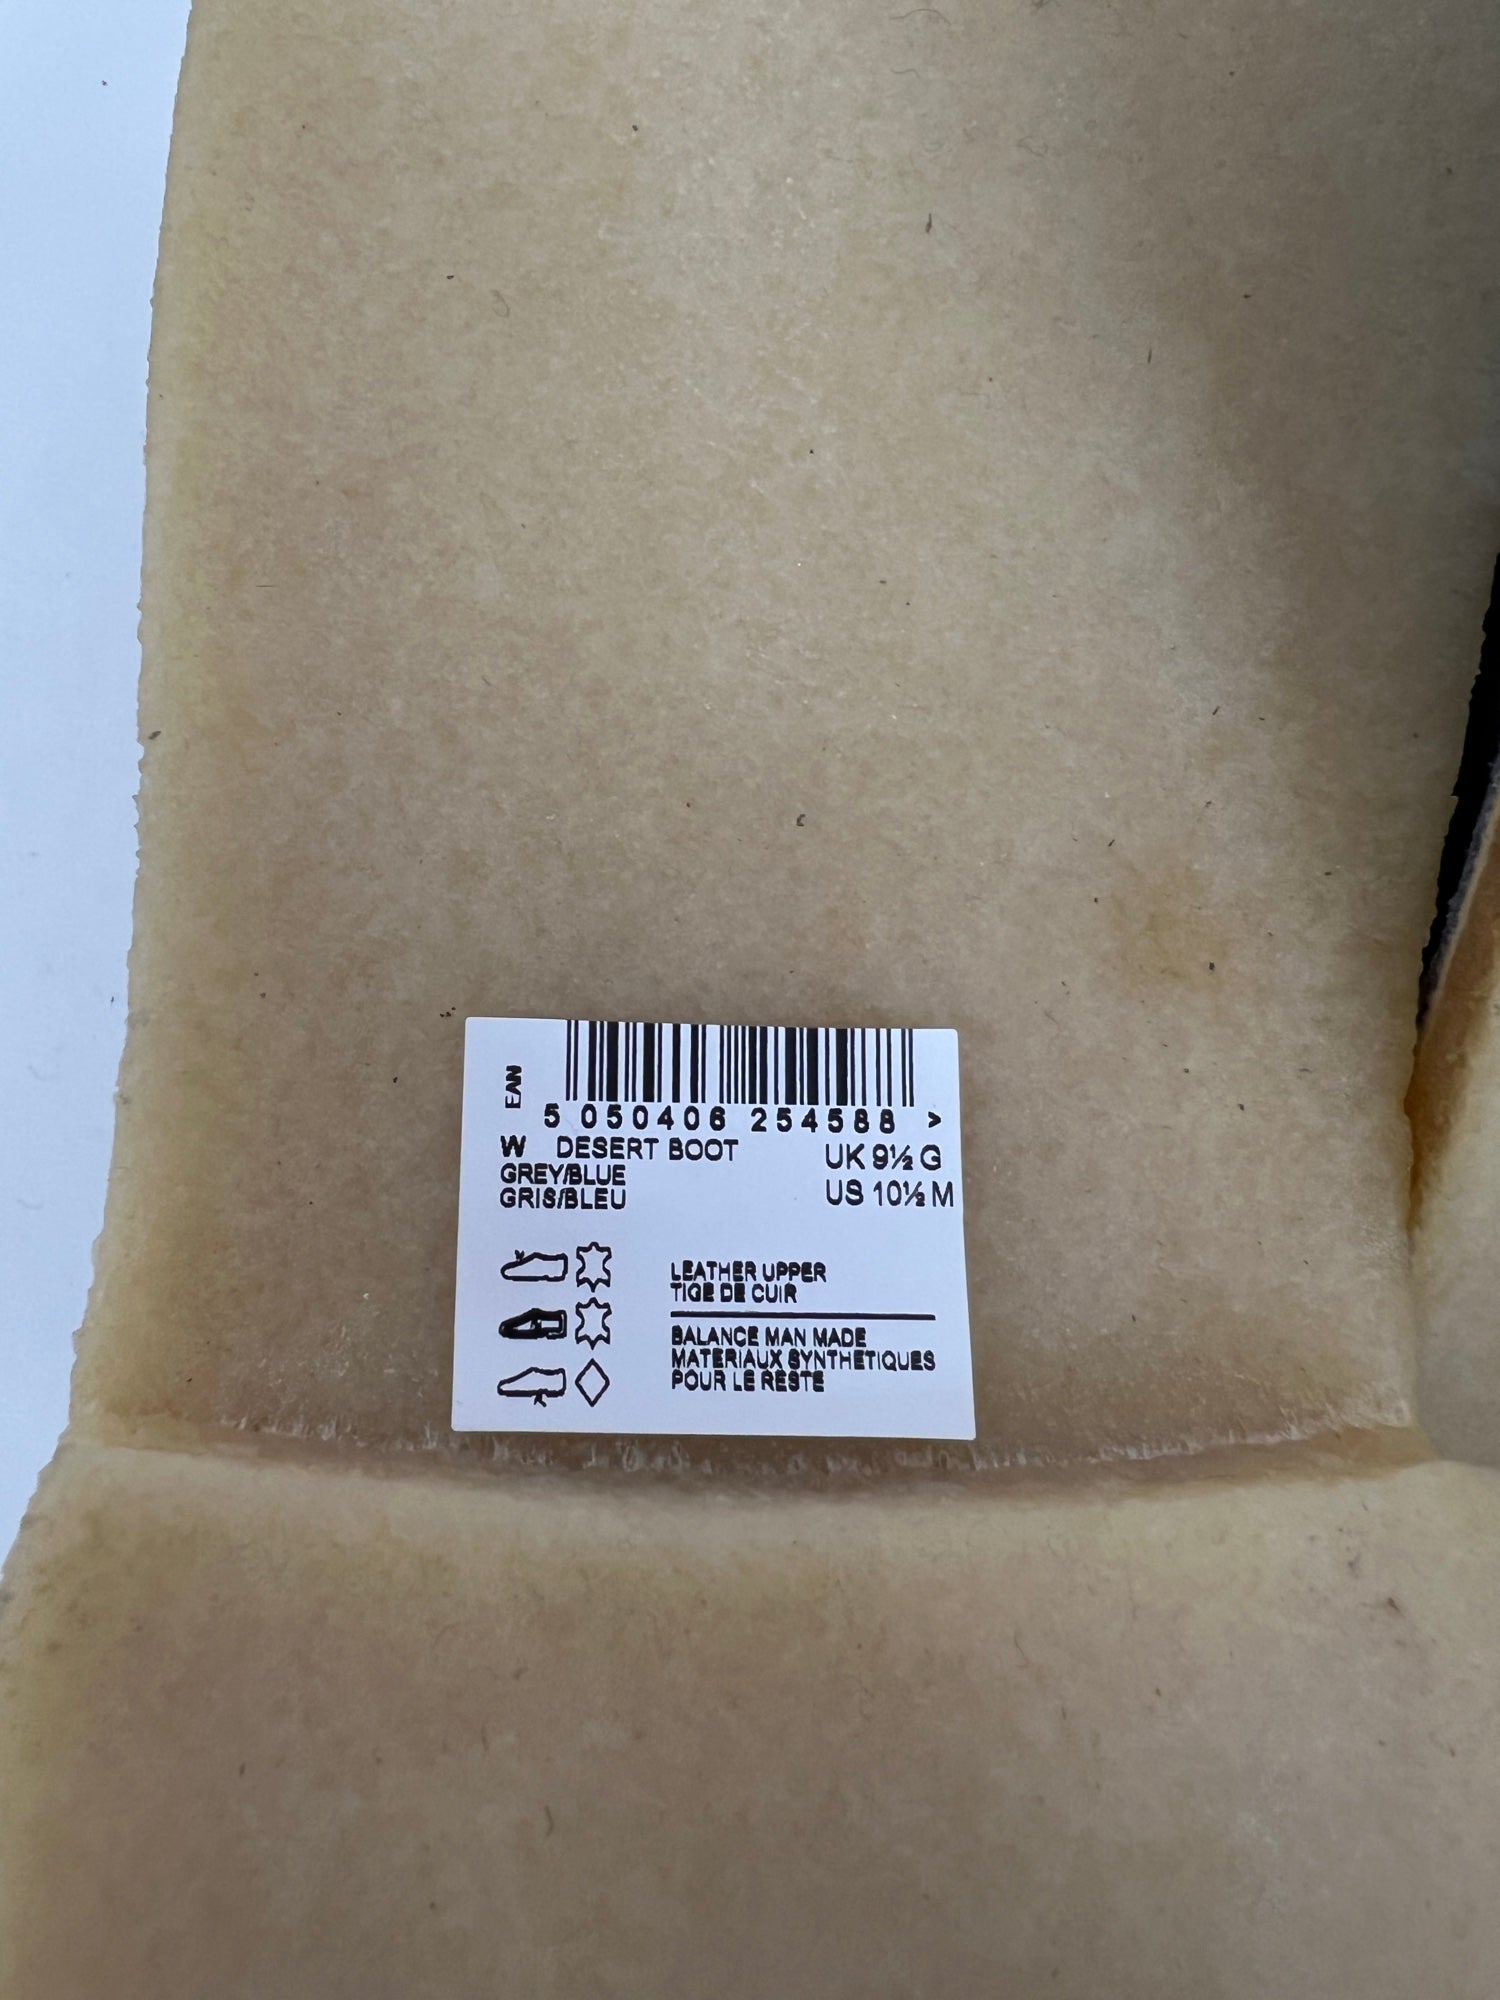 EAN
5 050406 254588 >
W DESERT BOOT
GREY/BLUE
GRIS/BLEU
UK 9½ G
US 10½ M
LEATHER UPPER
TIGE DE CUIR
BALANCE MAN MADE
MATERIAUX SYNTHETIQUES
POUR LE RESTE